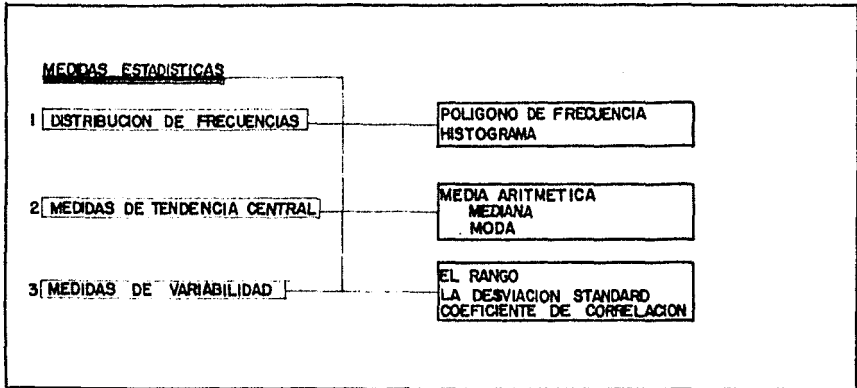 MEDIDAS ESTADISTICAS
1 DISTRIBUCION DE FRECUENCIAS
POLIGONO DE FRECUENCIA
HISTOGRAMA
2 MEDIDAS DE TENDENCIA CENTRAL
MEDIA ARITMETICA
MEDIANA
MODA
3 MEDIDAS DE VARIABILIDAD
EL RANGO
LA DESVIACION STANDARD
COEFICIENTE DE CORRELACION